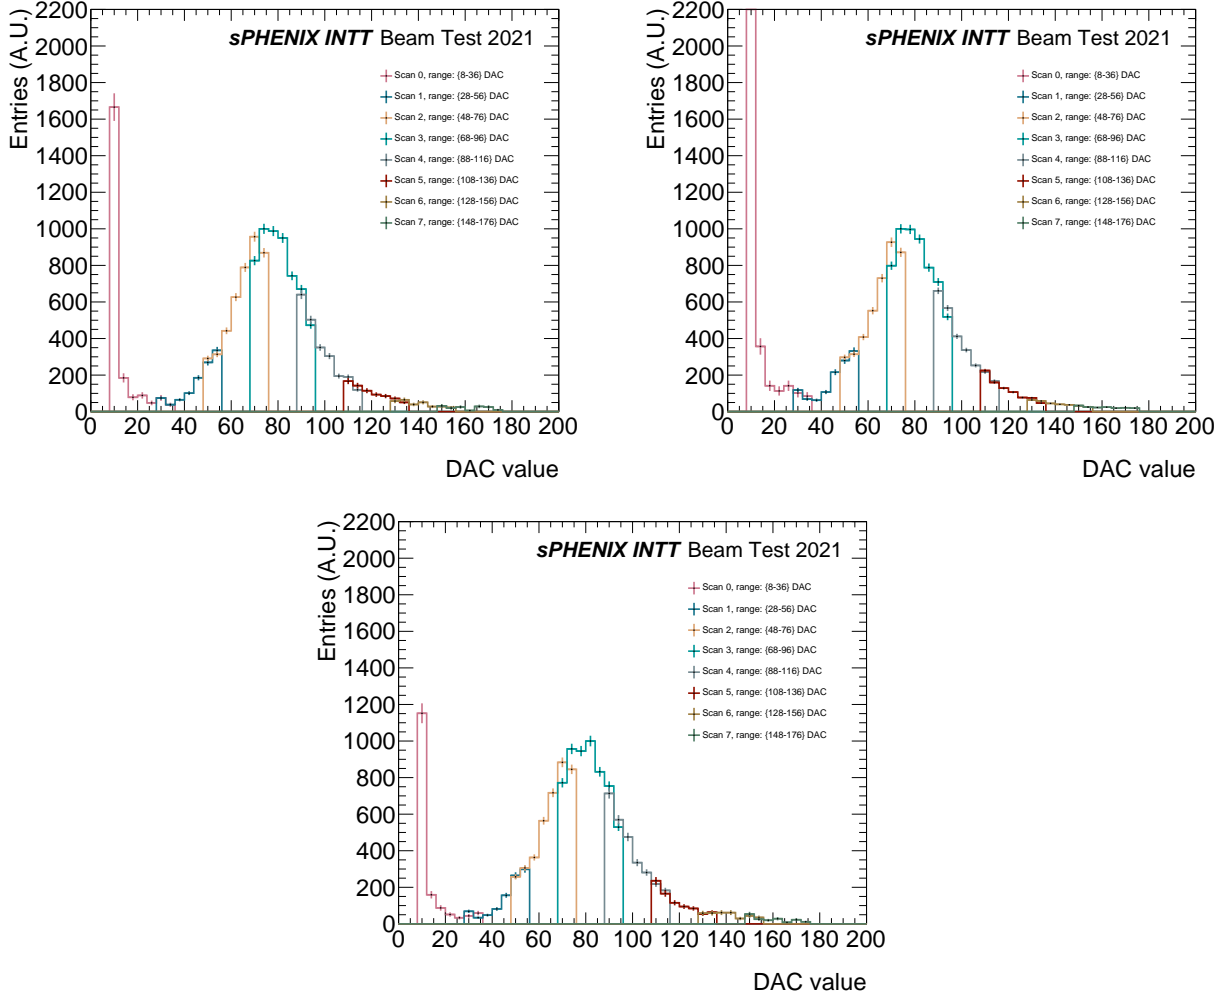 Entries (A.U.)
2200
2000
1800
1600
1400
1200
1000
800
600
400
200
0
sPHENIX INTT Beam Test 2021
Scan 0, range: {8-36} DAC
Scan 1, range: {28-56} DAC
Scan 2, range: {48-76} DAC
Scan 3, range: {68-96} DAC
Scan 4, range: {88-116} DAC
Scan 5, range: {108-136} DAC
Scan 6, range: {128-156} DAC
Scan 7, range: {148-176} DAC
0 20 40 60 80 100 120 140 160 180 200
DAC value
Entries (A.U.)
2200
2000
1800
1600
1400
1200
1000
800
600
400
200
0
sPHENIX INTT Beam Test 2021
Scan 0, range: {8-36} DAC
Scan 1, range: {28-56} DAC
Scan 2, range: {48-76} DAC
Scan 3, range: {68-96} DAC
Scan 4, range: {88-116} DAC
Scan 5, range: {108-136} DAC
Scan 6, range: {128-156} DAC
Scan 7, range: {148-176} DAC
0 20 40 60 80 100 120 140 160 180 200
DAC value
Entries (A.U.)
2200
2000
1800
1600
1400
1200
1000
800
600
400
200
0
sPHENIX INTT Beam Test 2021
Scan 0, range: {8-36} DAC
Scan 1, range: {28-56} DAC
Scan 2, range: {48-76} DAC
Scan 3, range: {68-96} DAC
Scan 4, range: {88-116} DAC
Scan 5, range: {108-136} DAC
Scan 6, range: {128-156} DAC
Scan 7, range: {148-176} DAC
0 20 40 60 80 100 120 140 160 180 200
DAC value